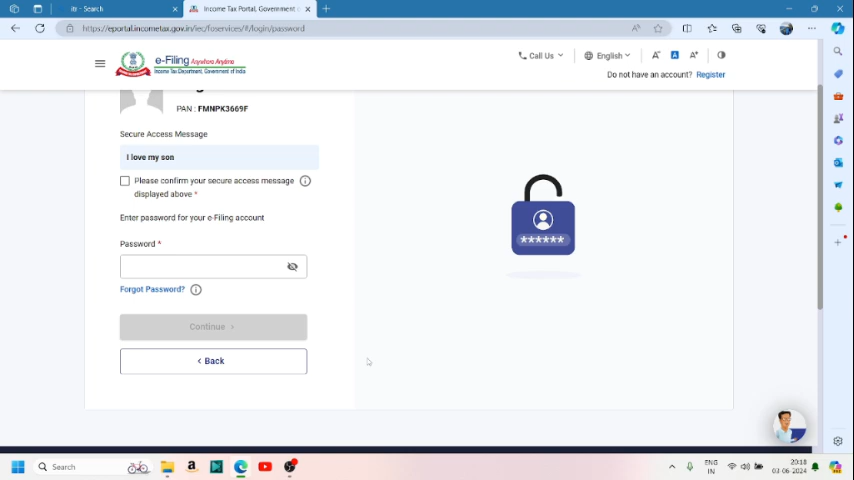 itr - Search
Income Tax Portal, Government
https://eportal.incometax.gov.in/iec/foservices/#/login/password
e-Filing Anywhere Anytime
Income Tax Department, Government of India
Call Us
English
A
A
A
Do not have an account? Register
PAN : FMNPK3669F
Secure Access Message
I love my son
Please confirm your secure access message
displayed above *
Enter password for your e-Filing account
Password *
Forgot Password?
******
Continue >
< Back
Search
ENG
IN
20:18
03-06-2024